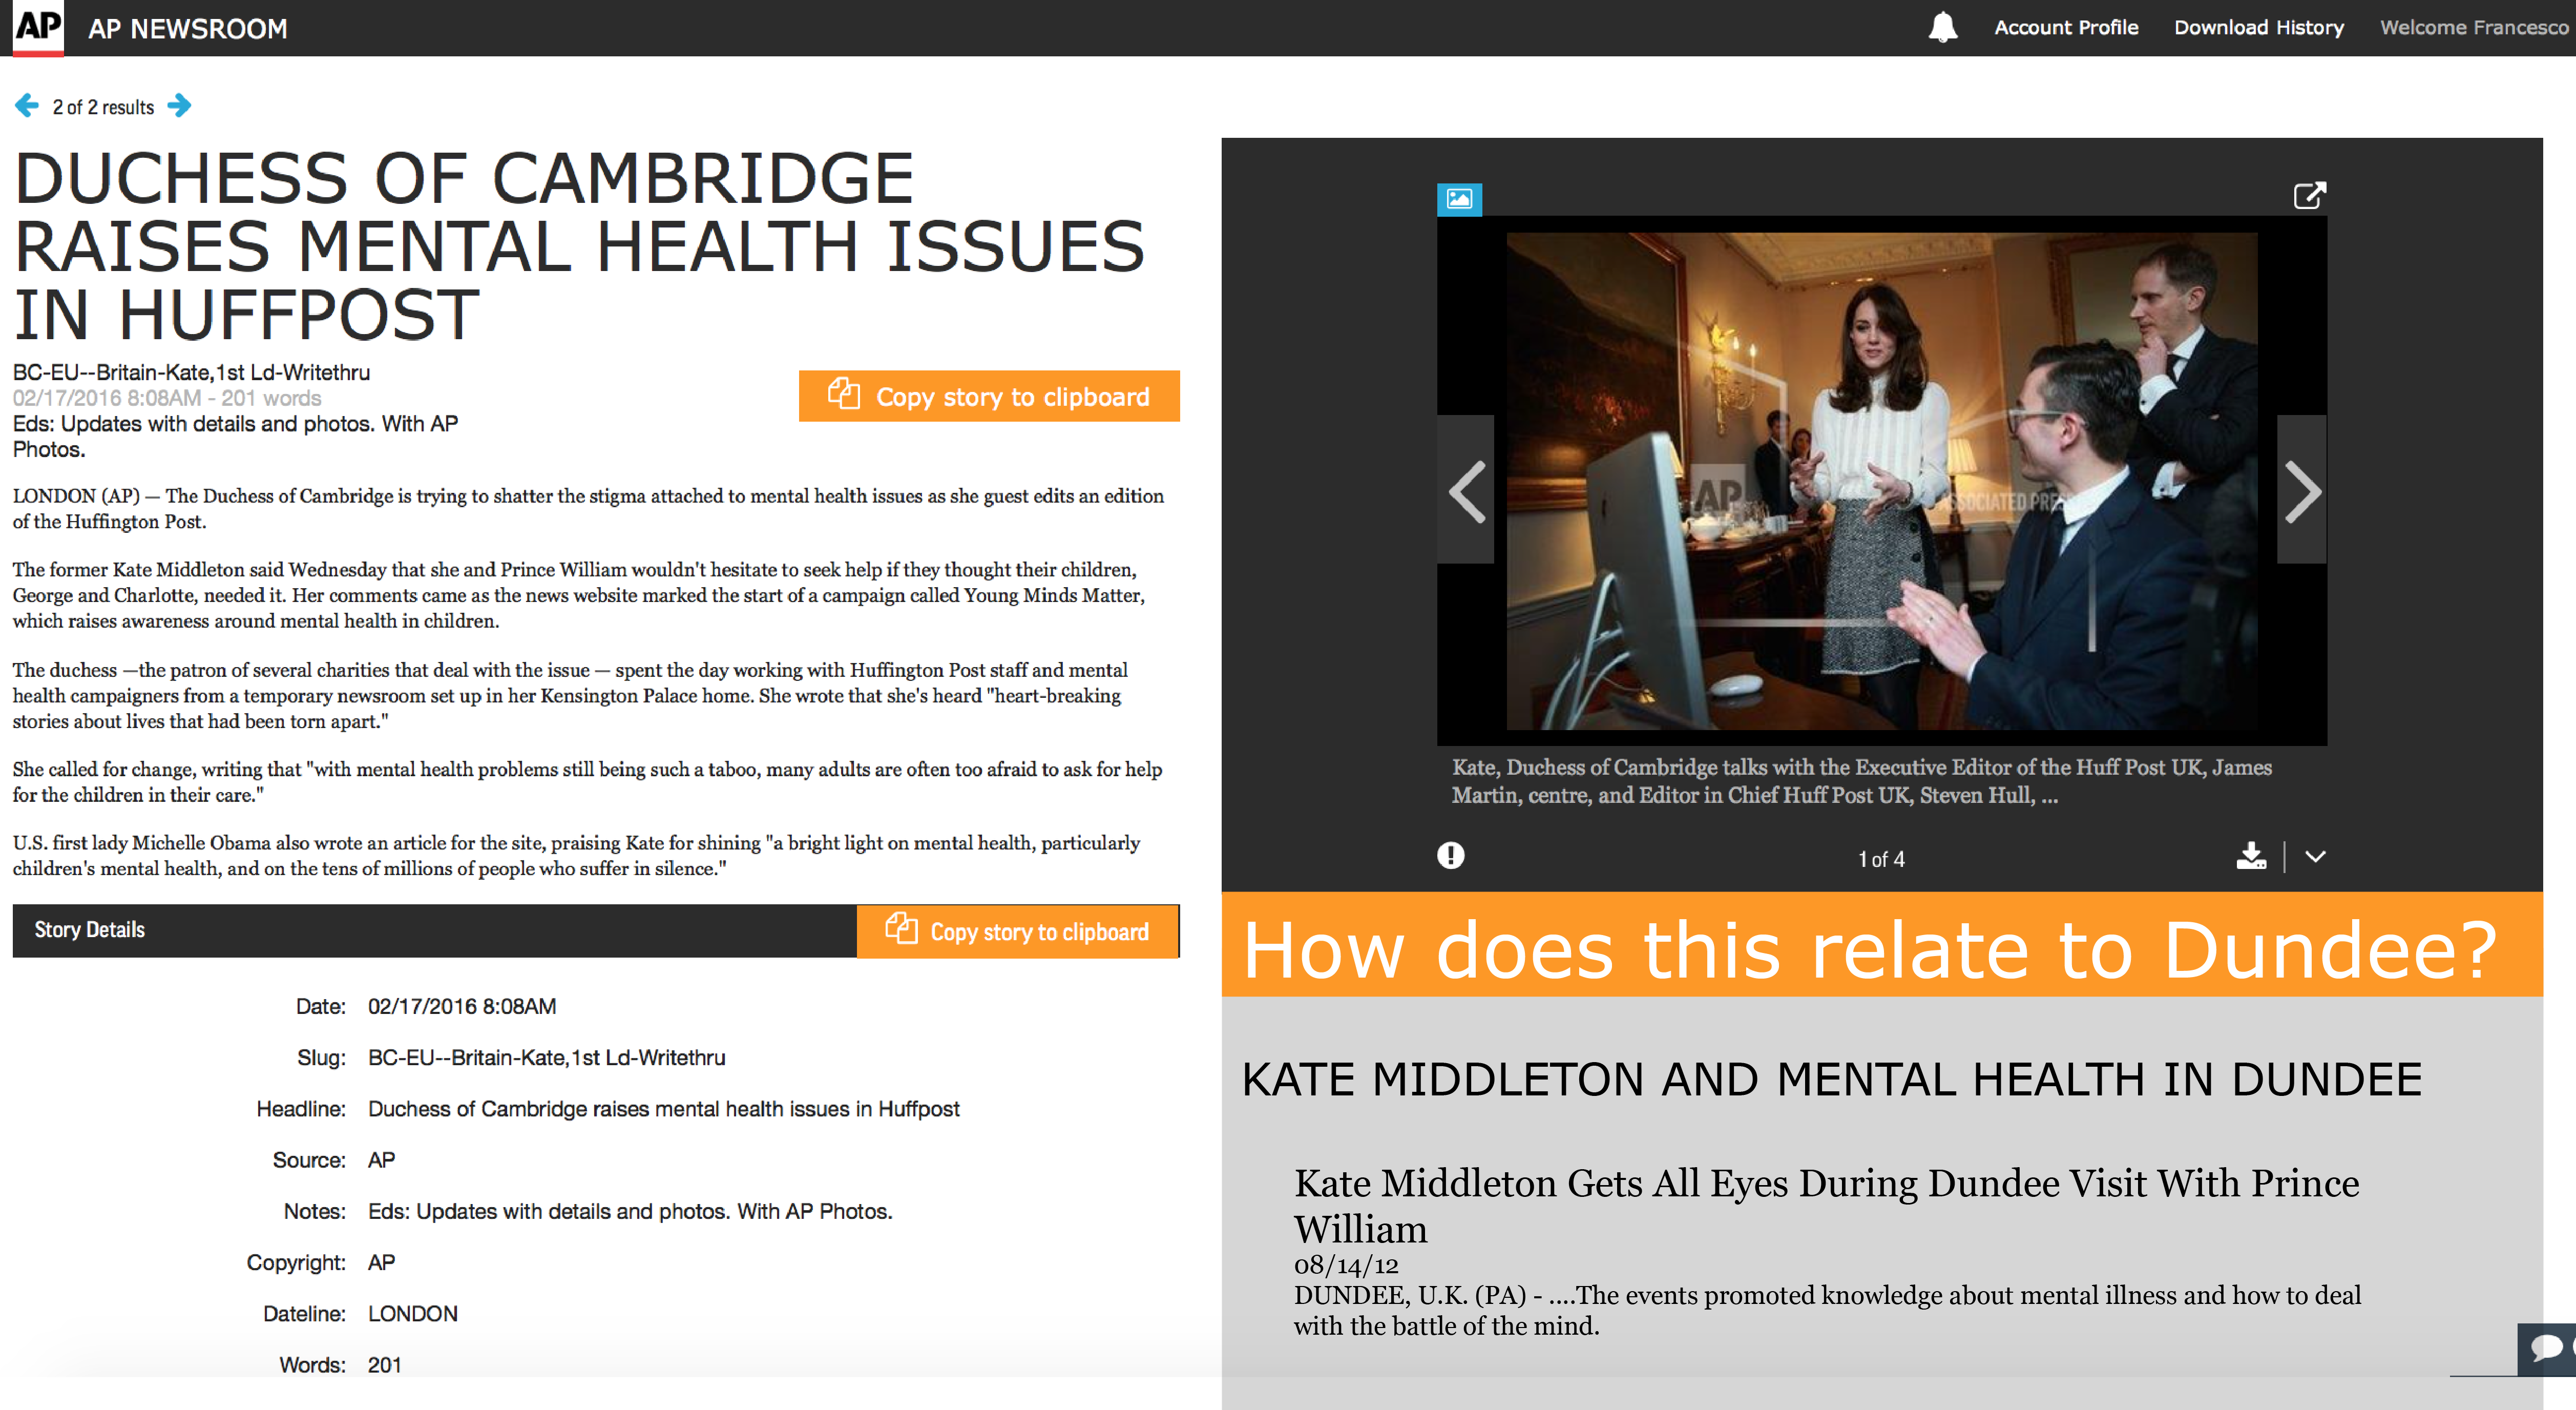 AP AP NEWSROOM
Account Profile Download History Welcome Francesco
2 of 2 results
DUCHESS OF CAMBRIDGE
RAISES MENTAL HEALTH ISSUES
IN HUFFPOST
BC-EU--Britain-Kate,1st Ld-Writethru
02/17/2016 8:08AM - 201 words
Eds: Updates with details and photos. With AP
Photos.
Copy story to clipboard
LONDON (AP) — The Duchess of Cambridge is trying to shatter the stigma attached to mental health issues as she guest edits an edition
of the Huffington Post.
The former Kate Middleton said Wednesday that she and Prince William wouldn't hesitate to seek help if they thought their children,
George and Charlotte, needed it. Her comments came as the news website marked the start of a campaign called Young Minds Matter,
which raises awareness around mental health in children.
The duchess —the patron of several charities that deal with the issue — spent the day working with Huffington Post staff and mental
health campaigners from a temporary newsroom set up in her Kensington Palace home. She wrote that she's heard "heart-breaking
stories about lives that had been torn apart."
She called for change, writing that "with mental health problems still being such a taboo, many adults are often too afraid to ask for help
for the children in their care."
U.S. first lady Michelle Obama also wrote an article for the site, praising Kate for shining "a bright light on mental health, particularly
children's mental health, and on the tens of millions of people who suffer in silence."
Story Details
Copy story to clipboard
Date: 02/17/2016 8:08AM
Slug: BC-EU--Britain-Kate,1st Ld-Writethru
Headline: Duchess of Cambridge raises mental health issues in Huffpost
Source: AP
Notes: Eds: Updates with details and photos. With AP Photos.
Copyright: AP
Dateline: LONDON
Words: 201
AP ASSOCIATED PRESS
Kate, Duchess of Cambridge talks with the Executive Editor of the Huff Post UK, James
Martin, centre, and Editor in Chief Huff Post UK, Steven Hull, ...
1 of 4
How does this relate to Dundee?
KATE MIDDLETON AND MENTAL HEALTH IN DUNDEE
Kate Middleton Gets All Eyes During Dundee Visit With Prince
William
08/14/12
DUNDEE, U.K. (PA) - ....The events promoted knowledge about mental illness and how to deal
with the battle of the mind.